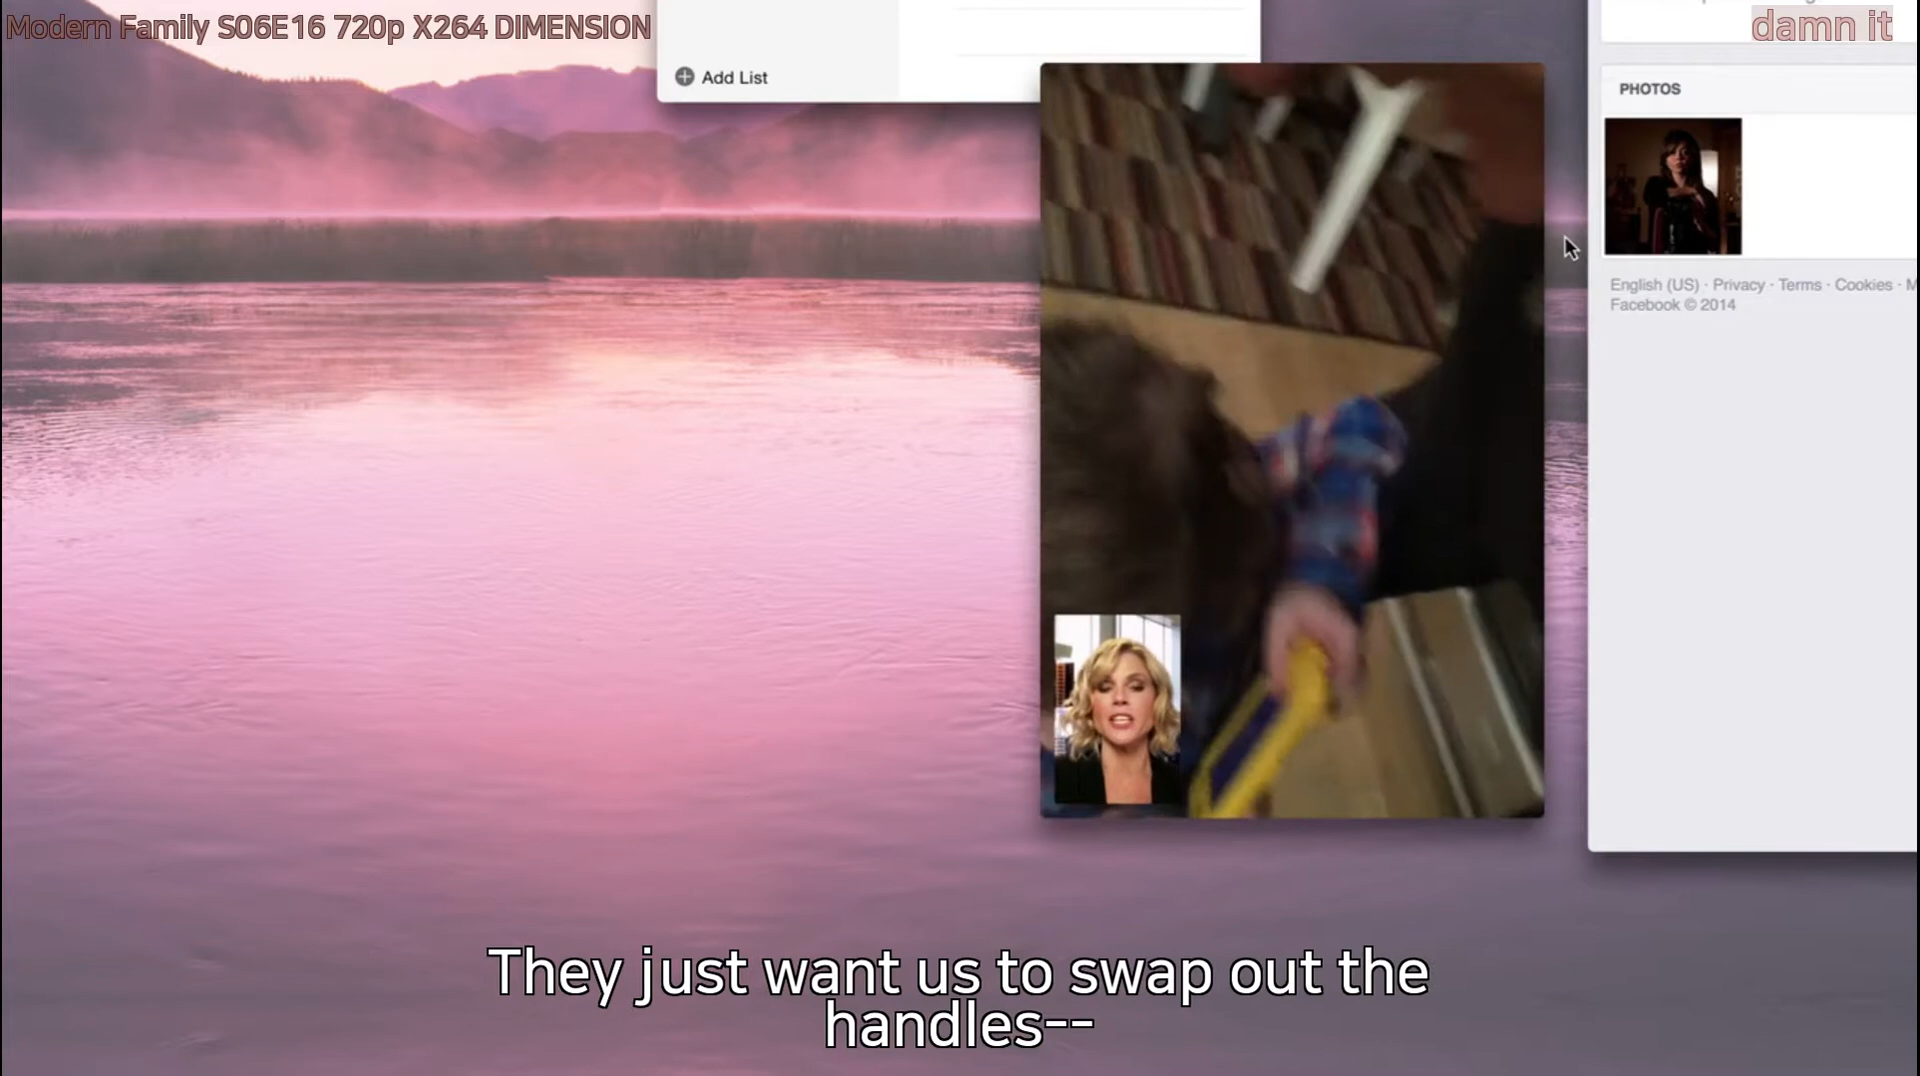 Modern Family S06E16 720p X264 DIMENSION
damn it
Add List
PHOTOS
English (US) · Privacy · Terms · Cookies ·
Facebook © 2014
They just want us to swap out the
handles--